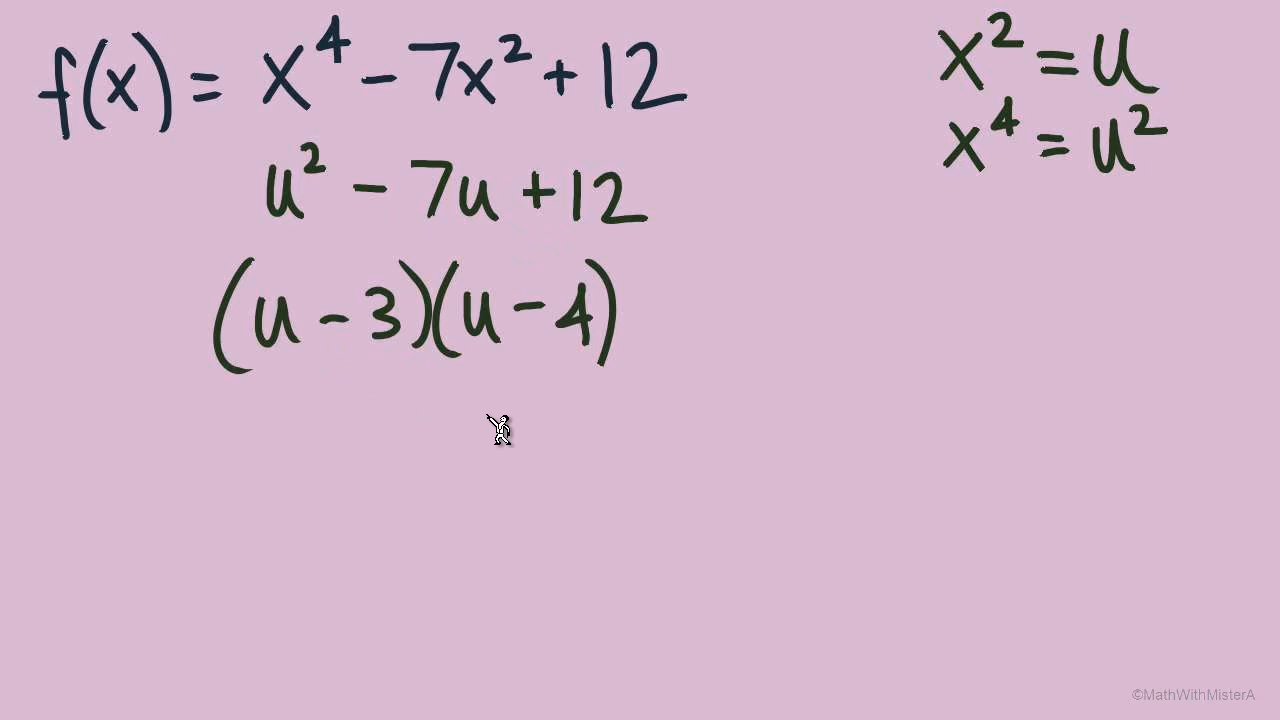 f(x) = x⁴ - 7x² + 12
x² = u
x⁴ = u²
u² - 7u + 12
(u - 3)(u - 4)
©MathWithMisterA